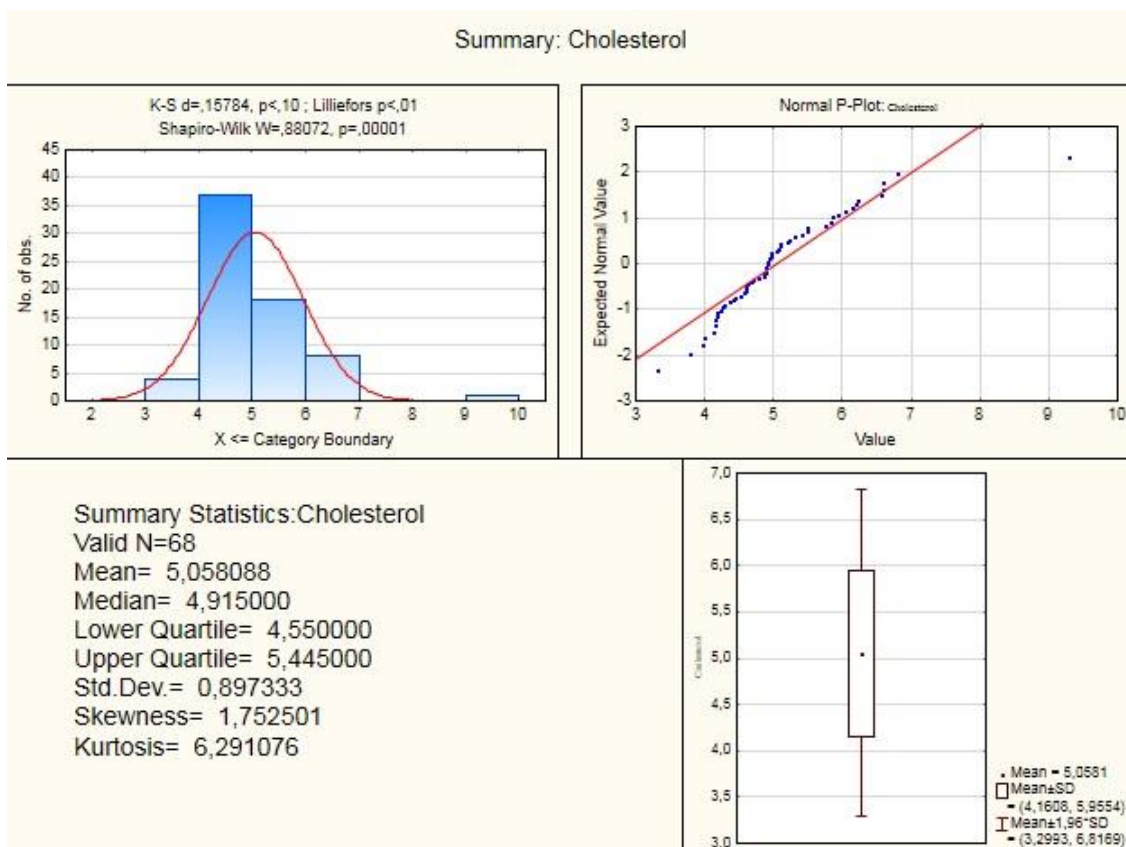 Summary: Cholesterol
K-S d=,15784, p<,10 ; Lilliefors p<,01
Shapiro-Wilk W=,88072, p=,00001
45
40
35
30
25
20
15
10
5
0
No. of obs.
2 3 4 5 6 7 8 9 10
X <= Category Boundary
Normal P-Plot: Cholesterol
3
2
1
0
-1
-2
-3
Expected Normal Value
3 4 5 6 7 8 9 10
Value
Summary Statistics:Cholesterol
Valid N=68
Mean= 5,058088
Median= 4,915000
Lower Quartile= 4,550000
Upper Quartile= 5,445000
Std.Dev.= 0,897333
Skewness= 1,752501
Kurtosis= 6,291076
7,0
6,5
6,0
5,5
5,0
4,5
4,0
3,5
3,0
Cholesterol
Mean = 5,0581
Mean±SD
= (4,1608, 5,9554)
Mean±1,96*SD
= (3,2993, 6,8169)